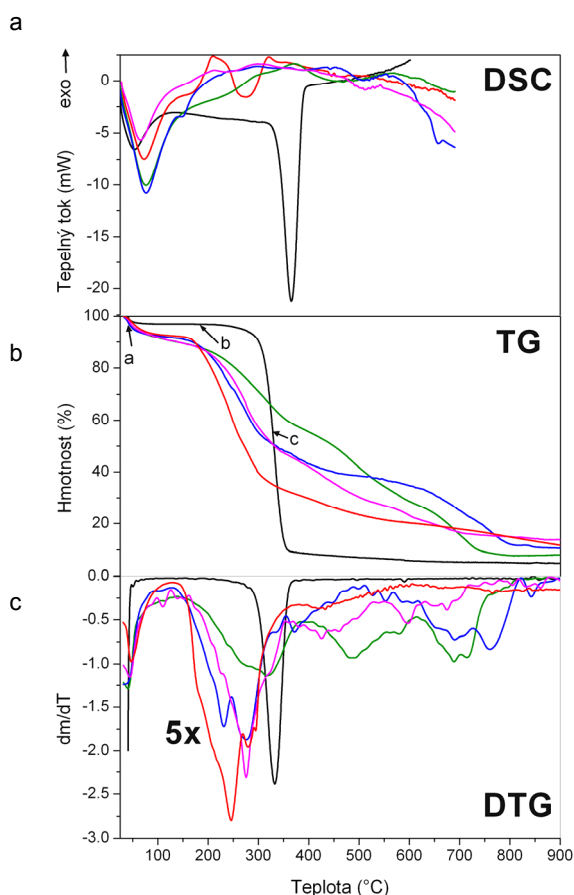 a
DSC
exo
Tepelný tok (mW)
0
-5
-10
-15
-20
b
TG
Hmotnost (%)
100
80
60
40
20
0
a
b
c
c
DTG
5x
dm/dT
0.0
-0.5
-1.0
-1.5
-2.0
-2.5
-3.0
100 200 300 400 500 600 700 800 900
Teplota (°C)